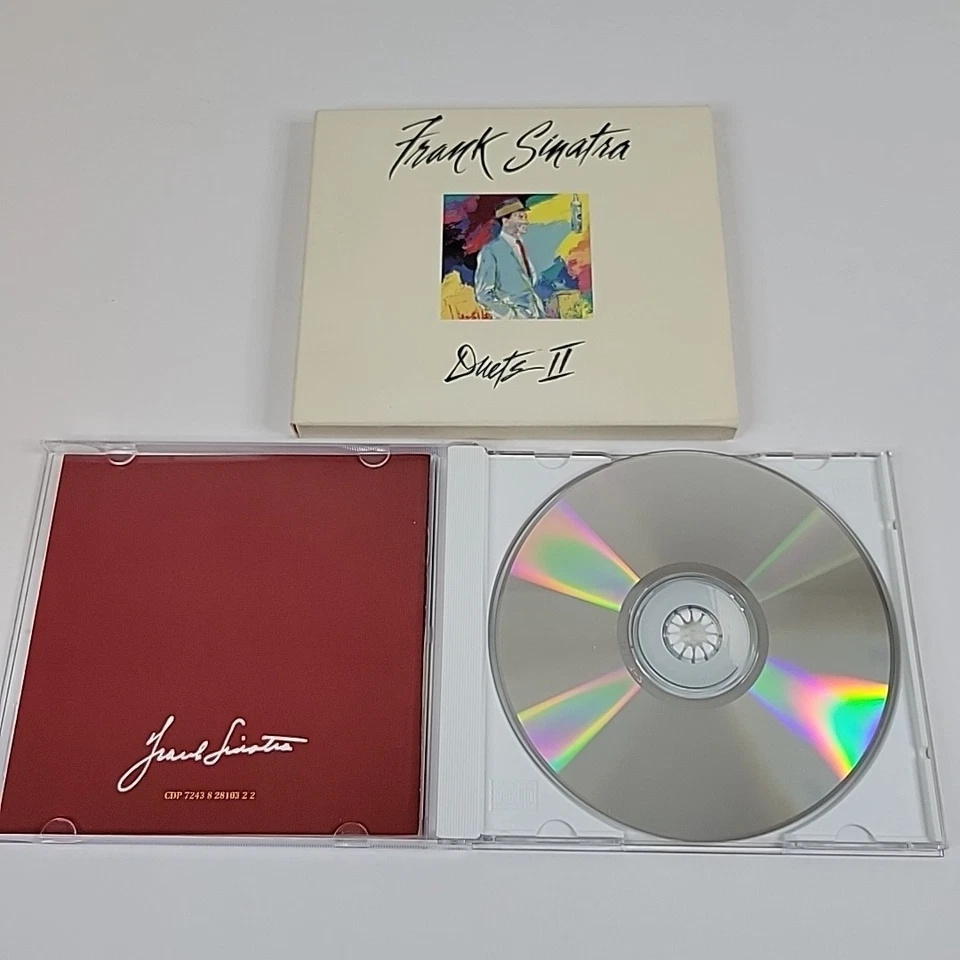 Frank Sinatra
Duets II
Frank Sinatra
CDP 7243 8 28103 2 2